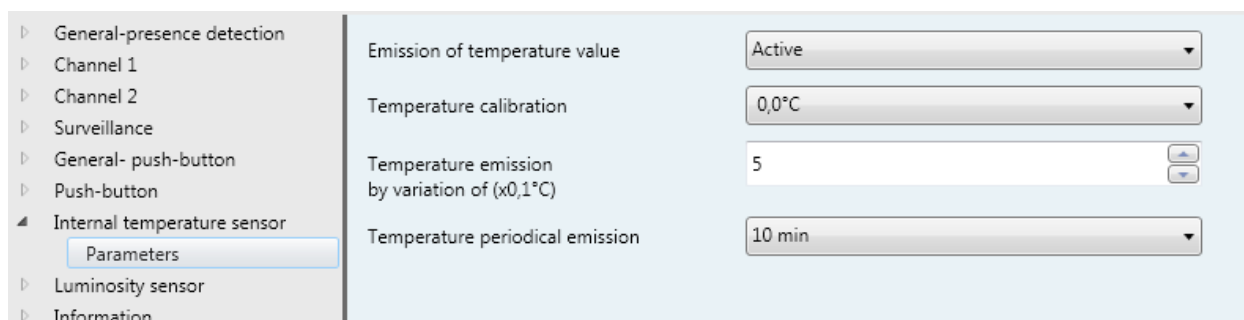 General-presence detection
Channel 1
Channel 2
Surveillance
General- push-button
Push-button
Internal temperature sensor
Parameters
Luminosity sensor
Information
Emission of temperature value
Active
Temperature calibration
0,0°C
Temperature emission
by variation of (x0,1°C)
5
Temperature periodical emission
10 min